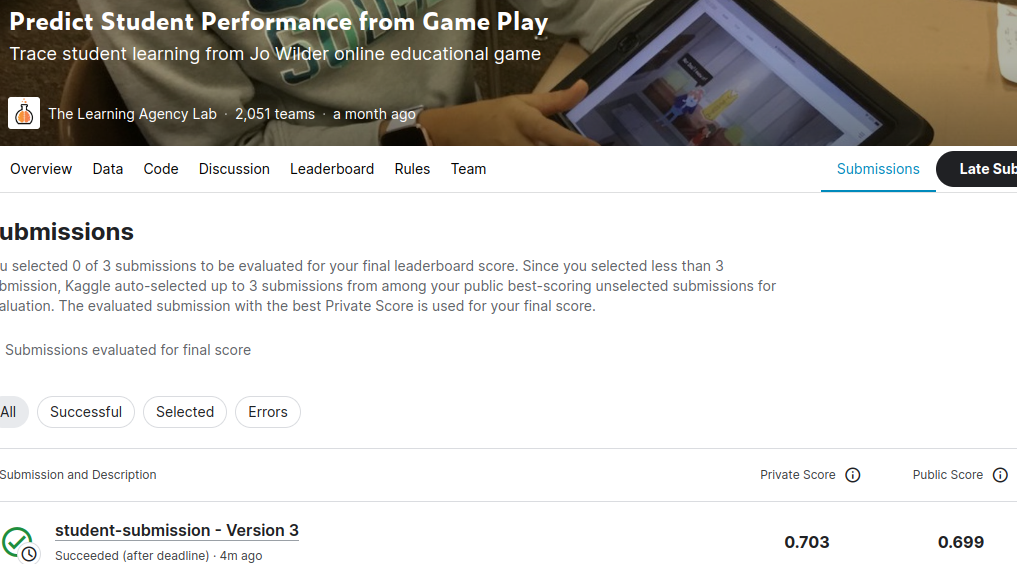 Predict Student Performance from Game Play
Trace student learning from Jo Wilder online educational game
The Learning Agency Lab · 2,051 teams · a month ago
Overview Data Code Discussion Leaderboard Rules Team Submissions Late Sub
ubmissions
u selected 0 of 3 submissions to be evaluated for your final leaderboard score. Since you selected less than 3
bmission, Kaggle auto-selected up to 3 submissions from among your public best-scoring unselected submissions for
aluation. The evaluated submission with the best Private Score is used for your final score.
Submissions evaluated for final score
All Successful Selected Errors
Submission and Description Private Score Public Score
student-submission - Version 3
Succeeded (after deadline) · 4m ago
0.703 0.699